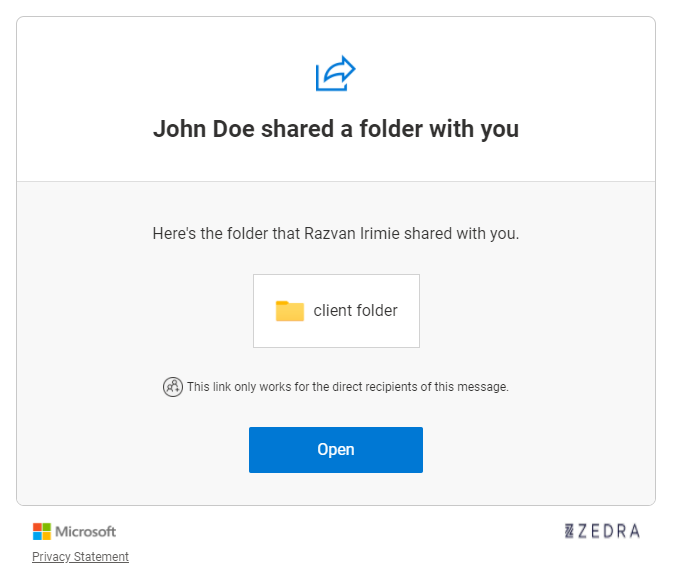 John Doe shared a folder with you
Here's the folder that Razvan Irimie shared with you.
client folder
This link only works for the direct recipients of this message.
Open
Microsoft
ZEDRA
Privacy Statement